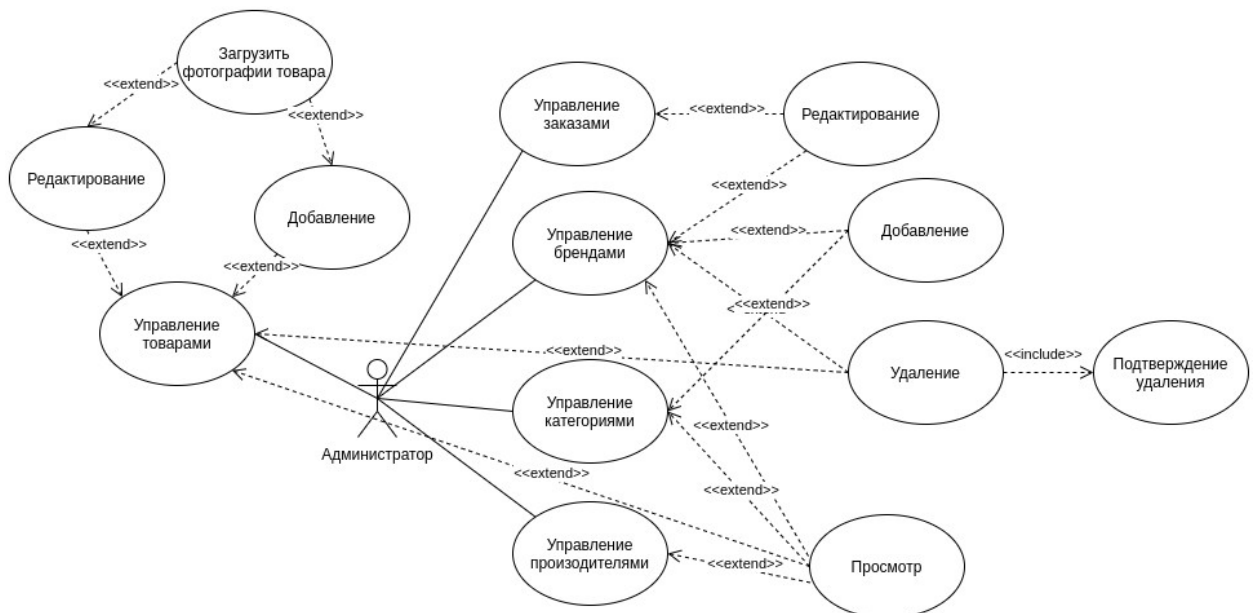 Загрузить
фотографии товара
<<extend>>
<<extend>>
Редактирование
Добавление
<<extend>>
<<extend>>
Управление
товарами
Администратор
Управление
заказами
<<extend>>
Редактирование
<<extend>>
Управление
брендами
<<extend>>
Добавление
<<extend>>
<<extend>>
Удаление
<<include>>
Подтверждение
удаления
Управление
категориями
<<extend>>
<<extend>>
<<extend>>
Управление
произодителями
<<extend>>
Просмотр